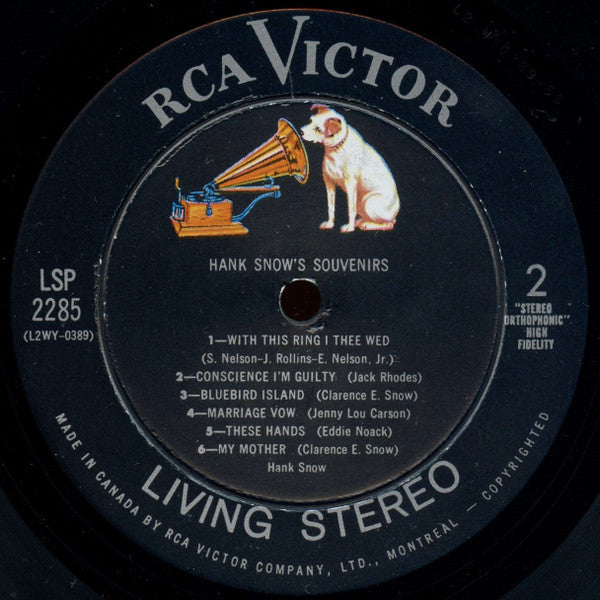 RCA VICTOR
HANK SNOW'S SOUVENIRS
LSP
2285
(L2WY-0389)
2
"STEREO
ORTHOPHONIC"
HIGH
FIDELITY
1—WITH THIS RING I THEE WED
(S. Nelson-J. Rollins-E. Nelson, Jr.)
2—CONSCIENCE I'M GUILTY (Jack Rhodes)
3—BLUEBIRD ISLAND (Clarence E. Snow)
4—MARRIAGE VOW (Jenny Lou Carson)
5—THESE HANDS (Eddie Noack)
6—MY MOTHER (Clarence E. Snow)
Hank Snow
LIVING STEREO
MADE IN CANADA BY RCA VICTOR COMPANY, LTD., MONTREAL — COPYRIGHTED